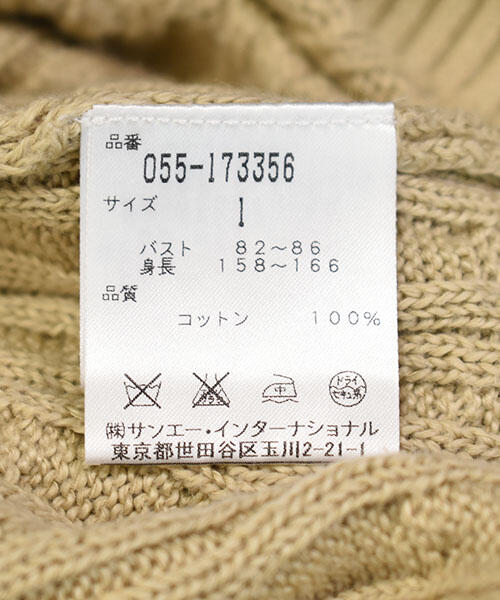 品番
055-173356
サイズ
1
バスト 82～86
身長 158～166
品質
コットン 100%
中 ドライ
㈱サンエー・インターナショナル
東京都世田谷区玉川2-21-1